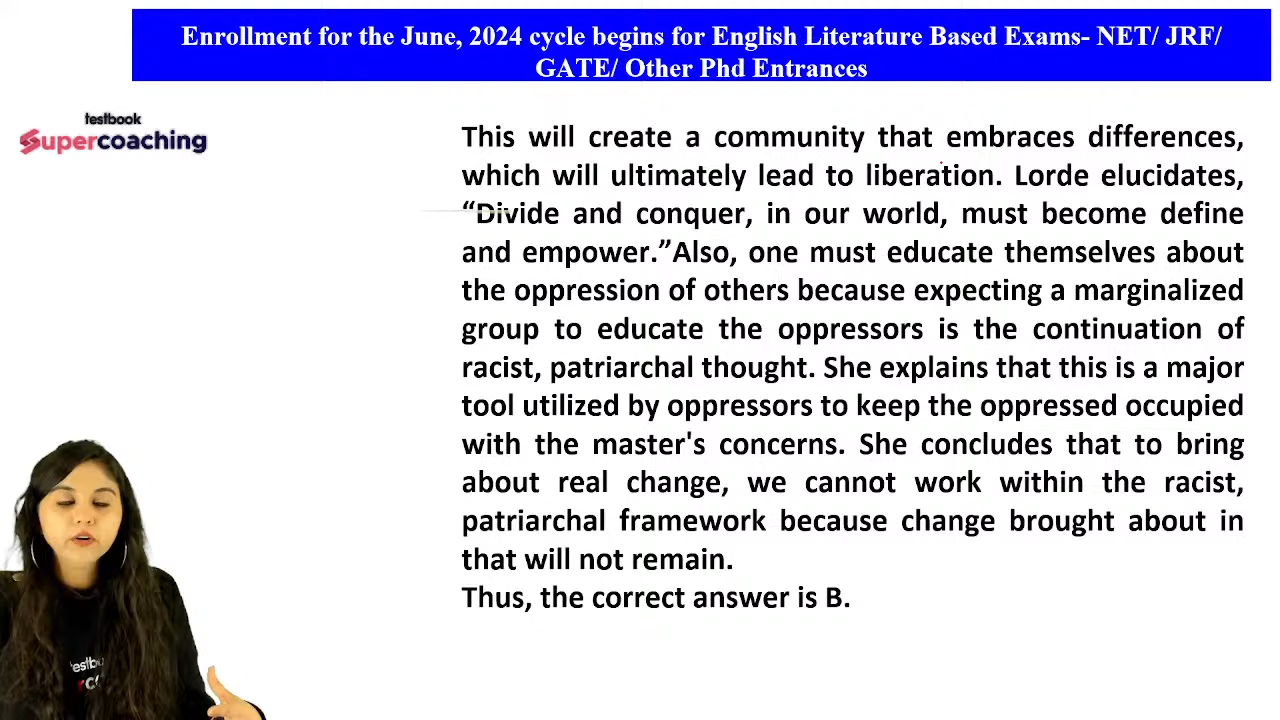 Enrollment for the June, 2024 cycle begins for English Literature Based Exams- NET/ JRF/
GATE/ Other Phd Entrances
testbook
Supercoaching
This will create a community that embraces differences,
which will ultimately lead to liberation. Lorde elucidates,
“Divide and conquer, in our world, must become define
and empower.”Also, one must educate themselves about
the oppression of others because expecting a marginalized
group to educate the oppressors is the continuation of
racist, patriarchal thought. She explains that this is a major
tool utilized by oppressors to keep the oppressed occupied
with the master's concerns. She concludes that to bring
about real change, we cannot work within the racist,
patriarchal framework because change brought about in
that will not remain.
Thus, the correct answer is B.